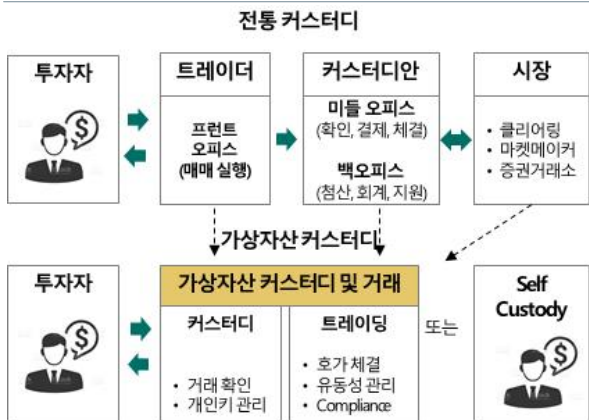 전통 커스터디
투자자
트레이더
프런트
오피스
(매매 실행)
커스터디안
미들 오피스
(확인, 결제, 체결)
백오피스
(첨산, 회계, 지원)
시장
• 클리어링
• 마켓메이커
• 증권거래소
가상자산 커스터디
투자자
가상자산 커스터디 및 거래
커스터디
• 거래 확인
• 개인키 관리
트레이딩
• 호가 체결
• 유동성 관리
• Compliance
또는
Self
Custody